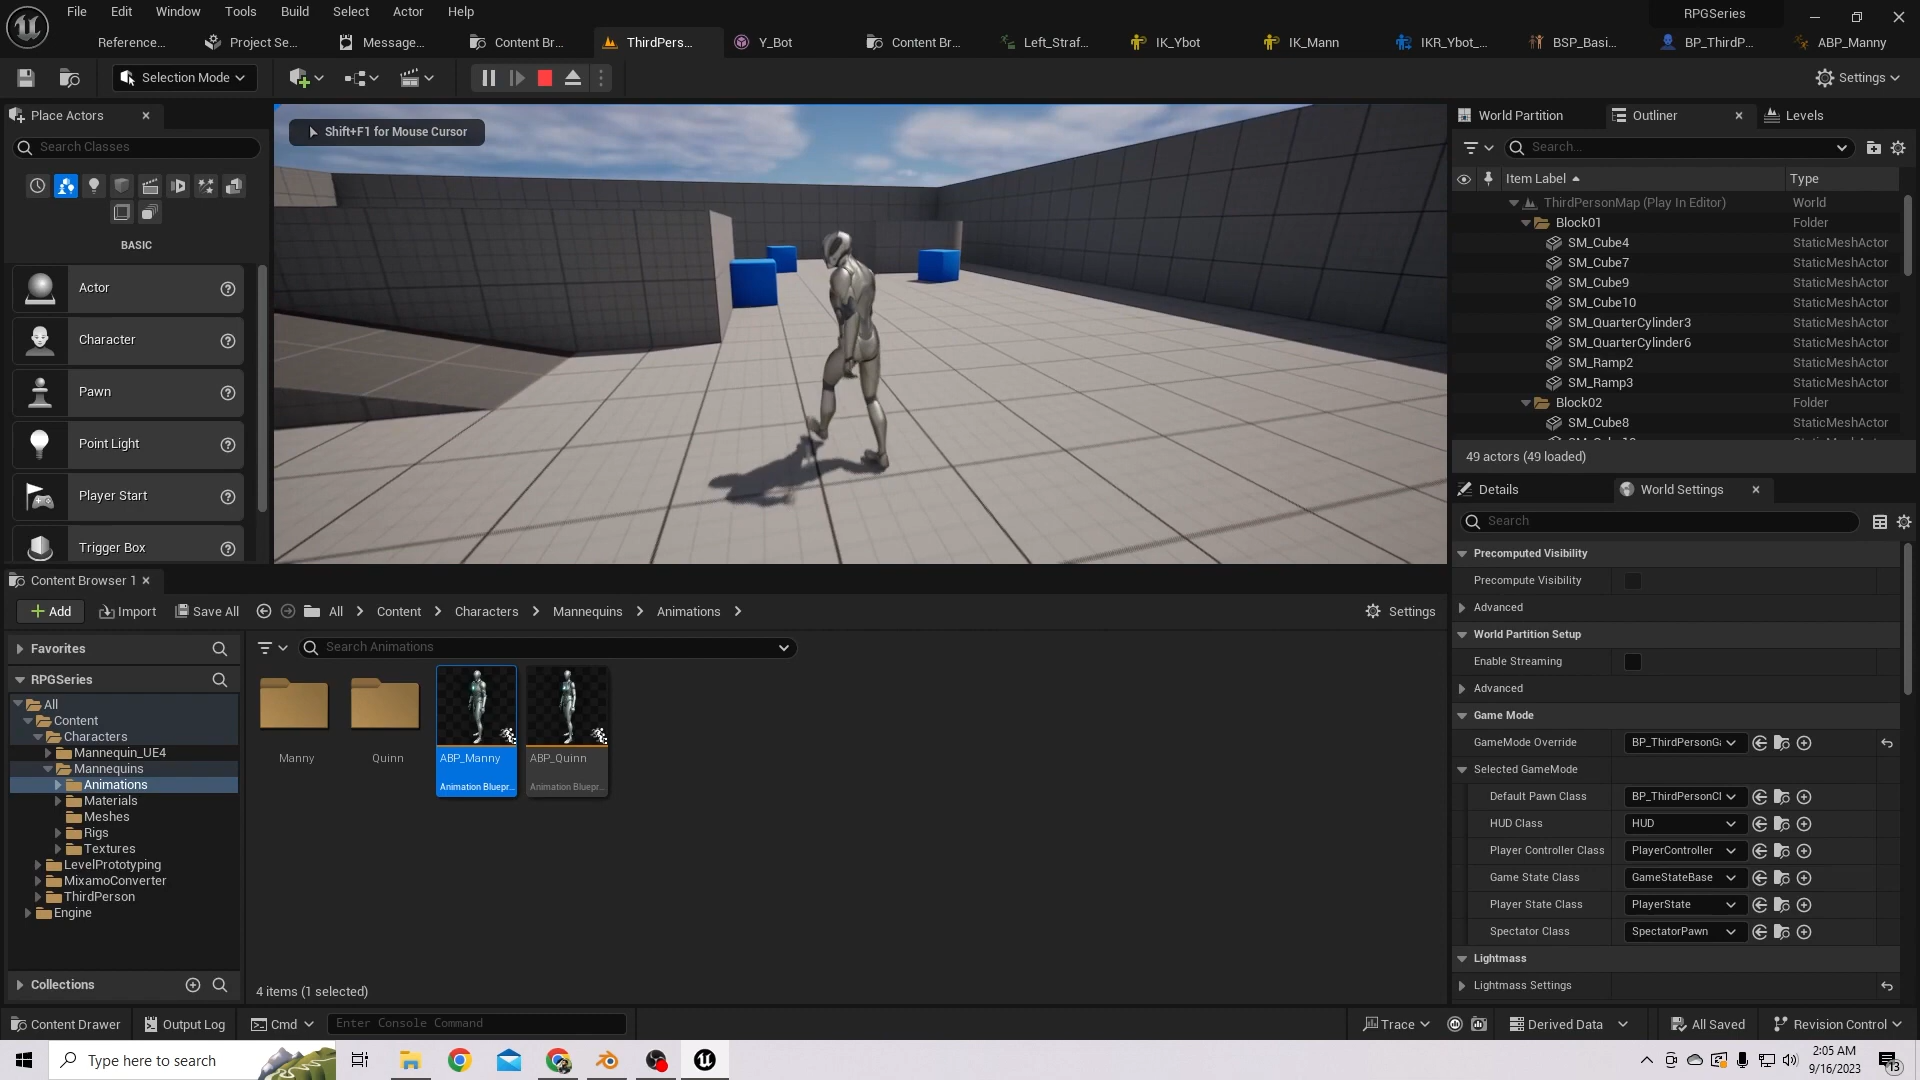 File Edit Window Tools Build Select Actor Help
RPGSeries
Reference... Project Se... Message... Content Br... ThirdPers... Y_Bot Content Br... Left_Straf... IK_Ybot IK_Mann IKR_Ybot_... BSP_Basi... BP_ThirdP... ABP_Manny
Selection Mode
Settings
Place Actors
Search Classes
BASIC
Actor
Character
Pawn
Point Light
Player Start
Trigger Box
Shift+F1 for Mouse Cursor
World Partition Outliner Levels
Search...
Item Label Type
ThirdPersonMap (Play In Editor) World
Block01 Folder
SM_Cube4 StaticMeshActor
SM_Cube7 StaticMeshActor
SM_Cube9 StaticMeshActor
SM_Cube10 StaticMeshActor
SM_QuarterCylinder3 StaticMeshActor
SM_QuarterCylinder6 StaticMeshActor
SM_Ramp2 StaticMeshActor
SM_Ramp3 StaticMeshActor
Block02 Folder
SM_Cube8 StaticMeshActor
49 actors (49 loaded)
Details World Settings
Search
Precomputed Visibility
Precompute Visibility
Advanced
World Partition Setup
Enable Streaming
Advanced
Game Mode
GameMode Override BP_ThirdPersonGa
Selected GameMode
Default Pawn Class BP_ThirdPersonCl
HUD Class HUD
Player Controller Class PlayerController
Game State Class GameStateBase
Player State Class PlayerState
Spectator Class SpectatorPawn
Lightmass
Lightmass Settings
Content Browser 1
Add Import Save All All Content Characters Mannequins Animations Settings
Favorites
RPGSeries
All
Content
Characters
Mannequin_UE4
Mannequins
Animations
Materials
Meshes
Rigs
Textures
LevelPrototyping
MixamoConverter
ThirdPerson
Engine
Collections
Search Animations
Manny Quinn ABP_Manny ABP_Quinn
Animation Bluepr... Animation Bluepr...
4 items (1 selected)
Content Drawer Output Log Cmd Enter Console Command Trace Derived Data All Saved Revision Control
Type here to search
2:05 AM
9/16/2023
13